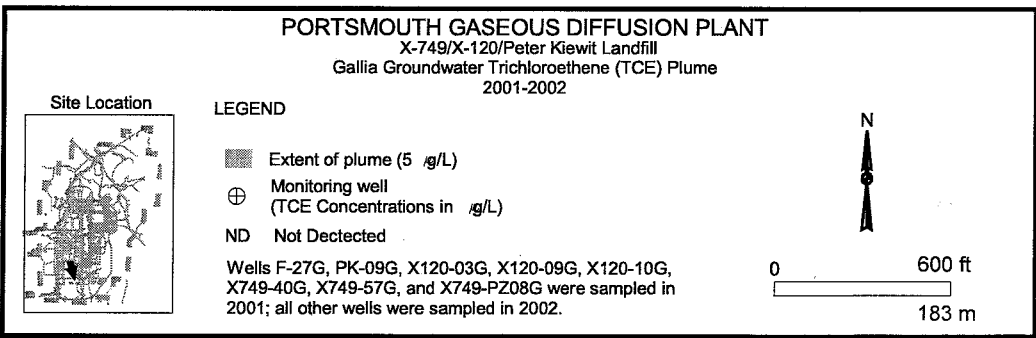 PORTSMOUTH GASEOUS DIFFUSION PLANT
X-749/X-120/Peter Kiewit Landfill
Gallia Groundwater Trichloroethene (TCE) Plume
2001-2002
Site Location
LEGEND
Extent of plume (5 µg/L)
Monitoring well
(TCE Concentrations in µg/L)
ND Not Dectected
Wells F-27G, PK-09G, X120-03G, X120-09G, X120-10G,
X749-40G, X749-57G, and X749-PZ08G were sampled in
2001; all other wells were sampled in 2002.
N
0 600 ft
183 m